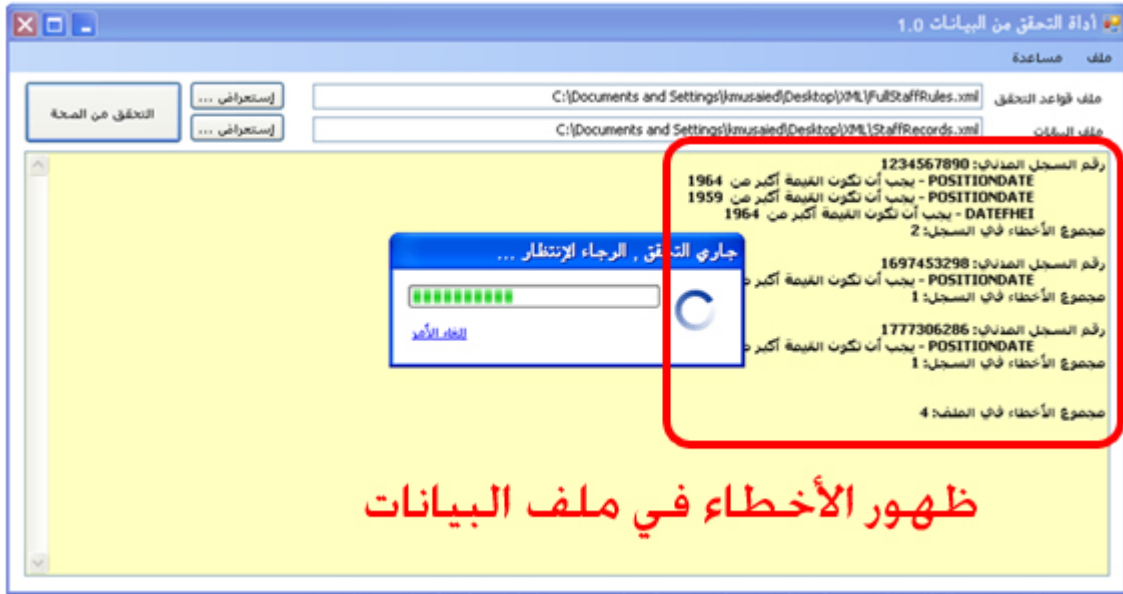 أداة التحقق من البيانات 1.0
ملف مساعدة
ملف قواعد التحقق C:\Documents and Settings\kmusaied\Desktop\XML\FullStaffRules.xml إستعراض ...
التحقق من الصحة
ملف البيانات C:\Documents and Settings\kmusaied\Desktop\XML\StaffRecords.xml إستعراض ...
رقم السجل المدني: 1234567890
POSITIONDATE - يجب أن تكون القيمة أكبر من 1964
POSITIONDATE - يجب أن تكون القيمة أكبر من 1959
DATEFHEI - يجب أن تكون القيمة أكبر من 1964
مجموع الأخطاء في السجل: 2
رقم السجل المدني: 1697453298
POSITIONDATE - يجب أن تكون القيمة أكبر
مجموع الأخطاء في السجل: 1
رقم السجل المدني: 1777306286
POSITIONDATE - يجب أن تكون القيمة أكبر
مجموع الأخطاء في السجل: 1
مجموع الأخطاء في الملف: 4
جاري التحقق , الرجاء الإنتظار ...
الغاء الأمر
ظهور الأخطاء في ملف البيانات